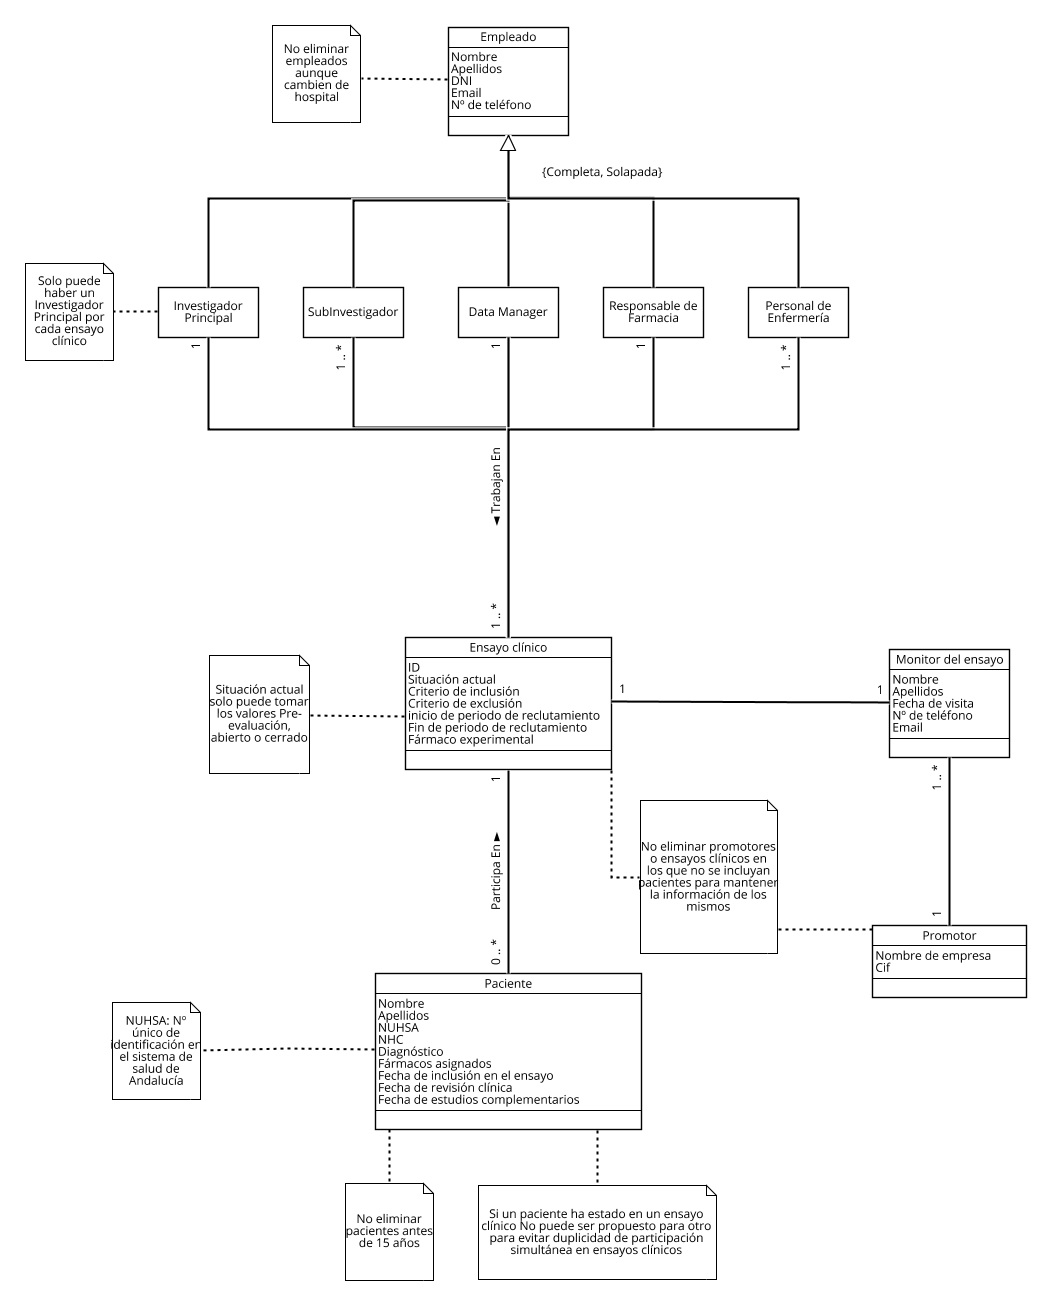 No eliminar
empleados
aunque
cambien de
hospital
Empleado
Nombre
Apellidos
DNI
Email
Nº de teléfono
{Completa, Solapada}
Solo puede
haber un
Investigador
Principal por
cada ensayo
clínico
Investigador
Principal
SubInvestigador
Data Manager
Responsable de
Farmacia
Personal de
Enfermería
1
1 .. *
1
1
1 .. *
Trabajan En
1 .. *
Situación actual
solo puede tomar
los valores Pre-
evaluación,
abierto o cerrado
Ensayo clínico
ID
Situación actual
Criterio de inclusión
Criterio de exclusión
inicio de periodo de reclutamiento
Fin de periodo de reclutamiento
Fármaco experimental
1
1
Monitor del ensayo
Nombre
Apellidos
Fecha de visita
Nº de teléfono
Email
1
1 .. *
Participa En
No eliminar promotores
o ensayos clínicos en
los que no se incluyan
pacientes para mantener
la información de los
mismos
0 .. *
1
Promotor
Nombre de empresa
Cif
NUHSA: Nº
único de
identificación en
el sistema de
salud de
Andalucía
Paciente
Nombre
Apellidos
NUHSA
NHC
Diagnóstico
Fármacos asignados
Fecha de inclusión en el ensayo
Fecha de revisión clínica
Fecha de estudios complementarios
No eliminar
pacientes antes
de 15 años
Si un paciente ha estado en un ensayo
clínico No puede ser propuesto para otro
para evitar duplicidad de participación
simultánea en ensayos clínicos